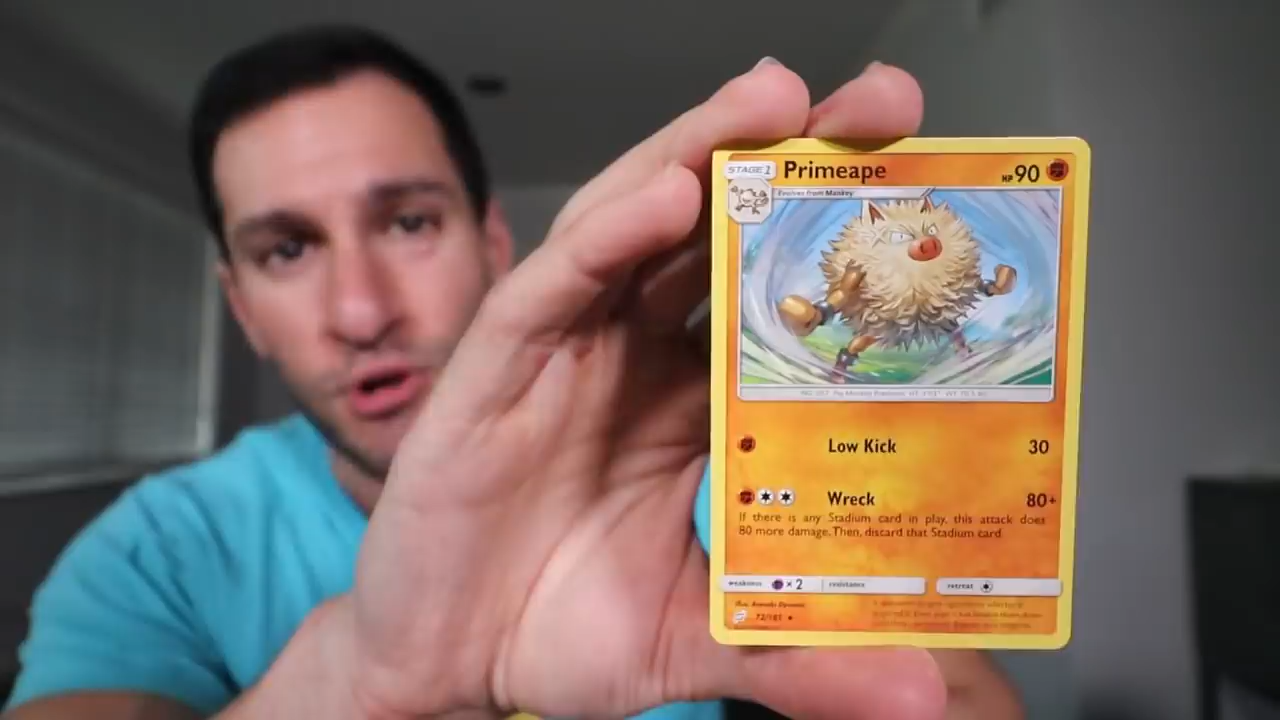 STAGE 1
Primeape
HP 90
Evolves from Mankey
Low Kick 30
Wreck 80+
If there is any Stadium card in play, this attack does
80 more damage. Then, discard that Stadium card.
weakness ×2 resistance retreat
72/181